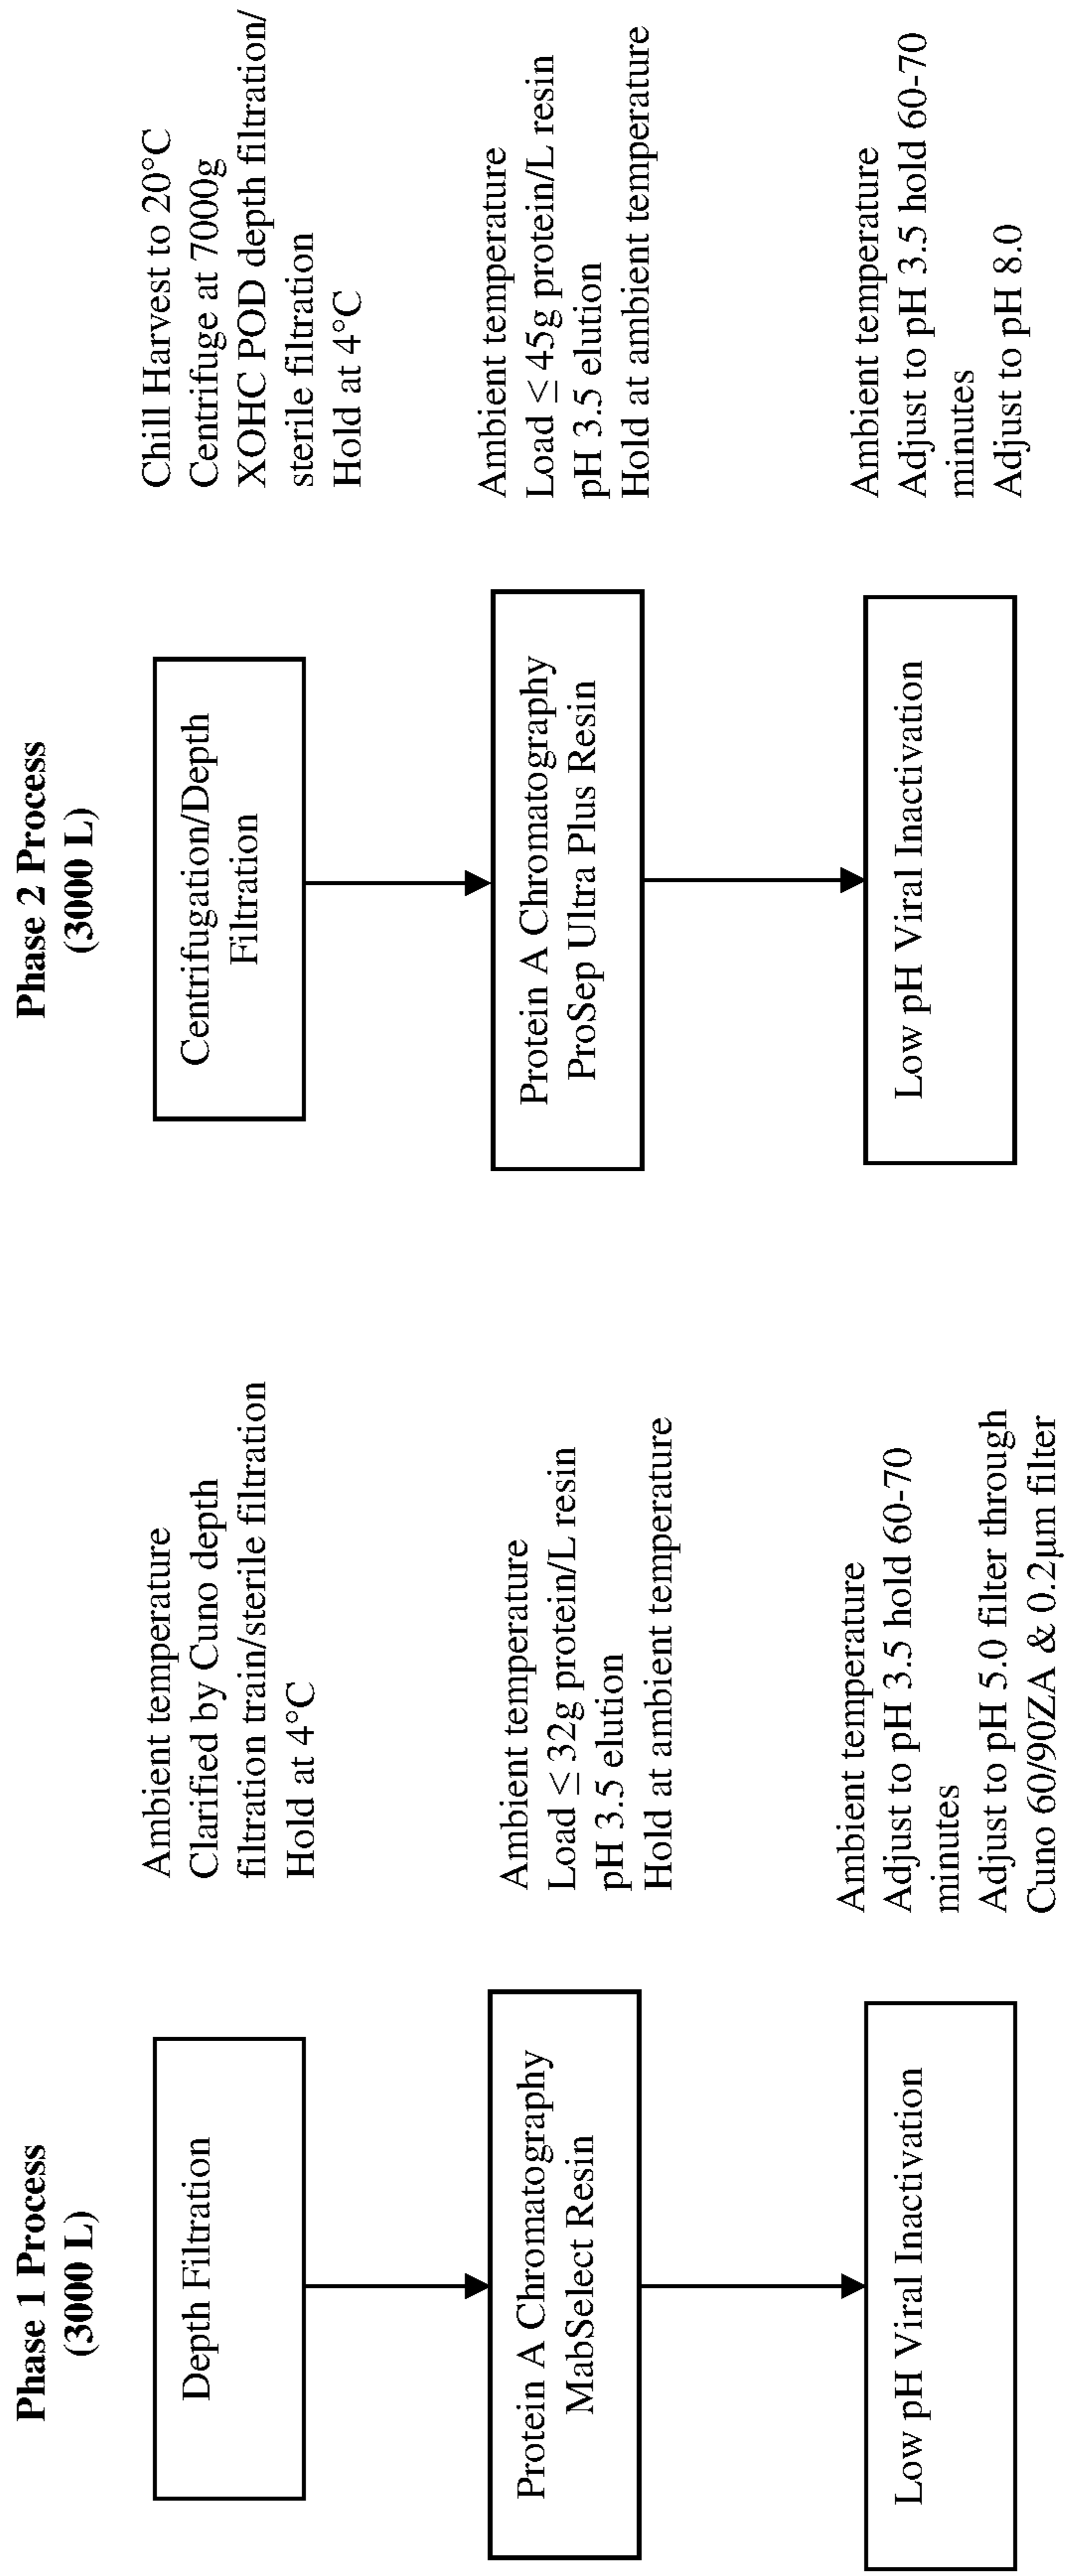 Phase 1 Process
(3000 L)
Depth Filtration
Ambient temperature
Clarified by Cuno depth
filtration train/sterile filtration
Hold at 4°C
Protein A Chromatography
MabSelect Resin
Ambient temperature
Load ≤ 32g protein/L resin
pH 3.5 elution
Hold at ambient temperature
Low pH Viral Inactivation
Ambient temperature
Adjust to pH 3.5 hold 60-70
minutes
Adjust to pH 5.0 filter through
Cuno 60/90ZA & 0.2µm filter
Phase 2 Process
(3000 L)
Centrifugation/Depth
Filtration
Chill Harvest to 20°C
Centrifuge at 7000g
XOHC POD depth filtration/
sterile filtration
Hold at 4°C
Protein A Chromatography
ProSep Ultra Plus Resin
Ambient temperature
Load ≤ 45g protein/L resin
pH 3.5 elution
Hold at ambient temperature
Low pH Viral Inactivation
Ambient temperature
Adjust to pH 3.5 hold 60-70
minutes
Adjust to pH 8.0